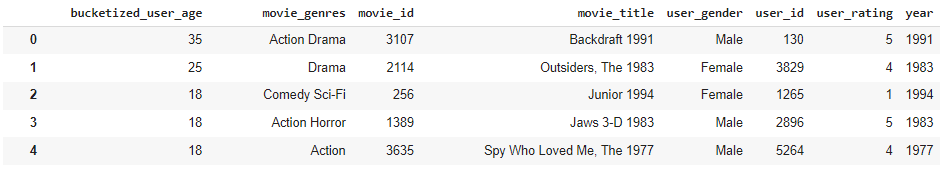 bucketized_user_age movie_genres movie_id movie_title user_gender user_id user_rating year
0 35 Action Drama 3107 Backdraft 1991 Male 130 5 1991
1 25 Drama 2114 Outsiders, The 1983 Female 3829 4 1983
2 18 Comedy Sci-Fi 256 Junior 1994 Female 1265 1 1994
3 18 Action Horror 1389 Jaws 3-D 1983 Male 2896 5 1983
4 18 Action 3635 Spy Who Loved Me, The 1977 Male 5264 4 1977